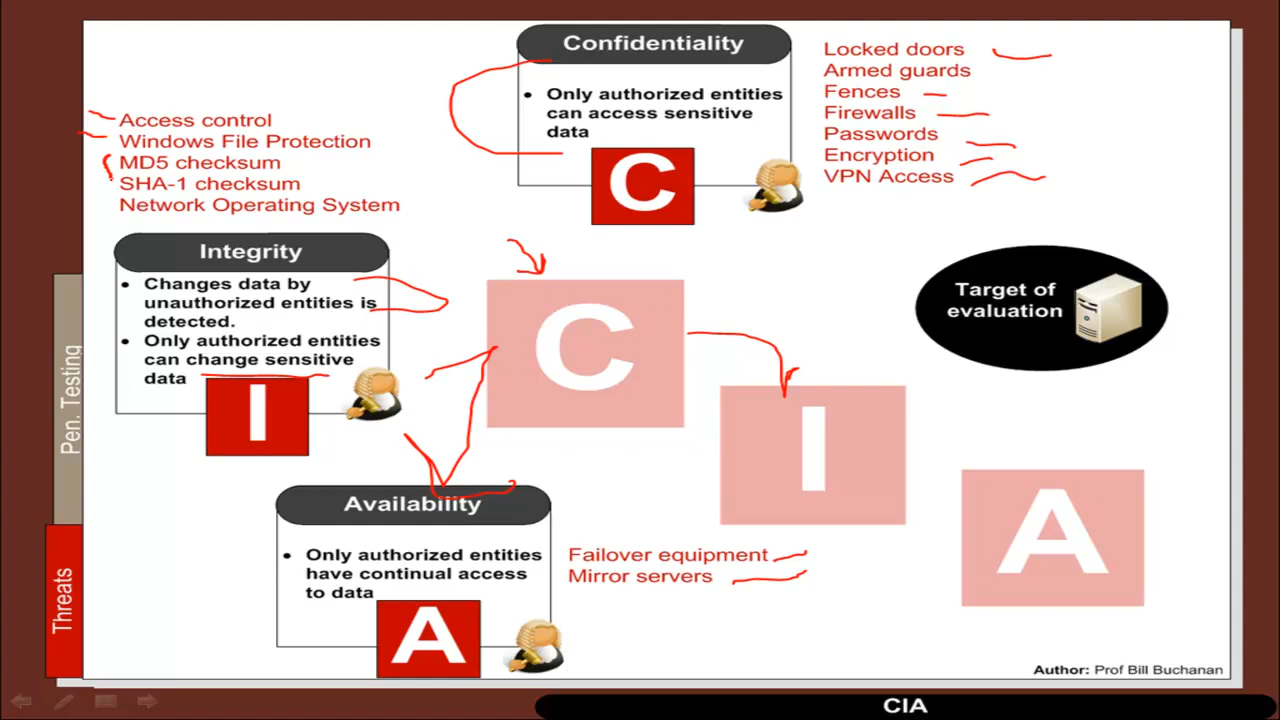 Confidentiality
Only authorized entities
can access sensitive
data
C
Locked doors
Armed guards
Fences
Firewalls
Passwords
Encryption
VPN Access
Access control
Windows File Protection
MD5 checksum
SHA-1 checksum
Network Operating System
Integrity
Changes data by
unauthorized entities is
detected.
Only authorized entities
can change sensitive
data
I
C
I
A
Target of
evaluation
Availability
Only authorized entities
have continual access
to data
A
Failover equipment
Mirror servers
Pen. Testing
Threats
Author: Prof Bill Buchanan
CIA